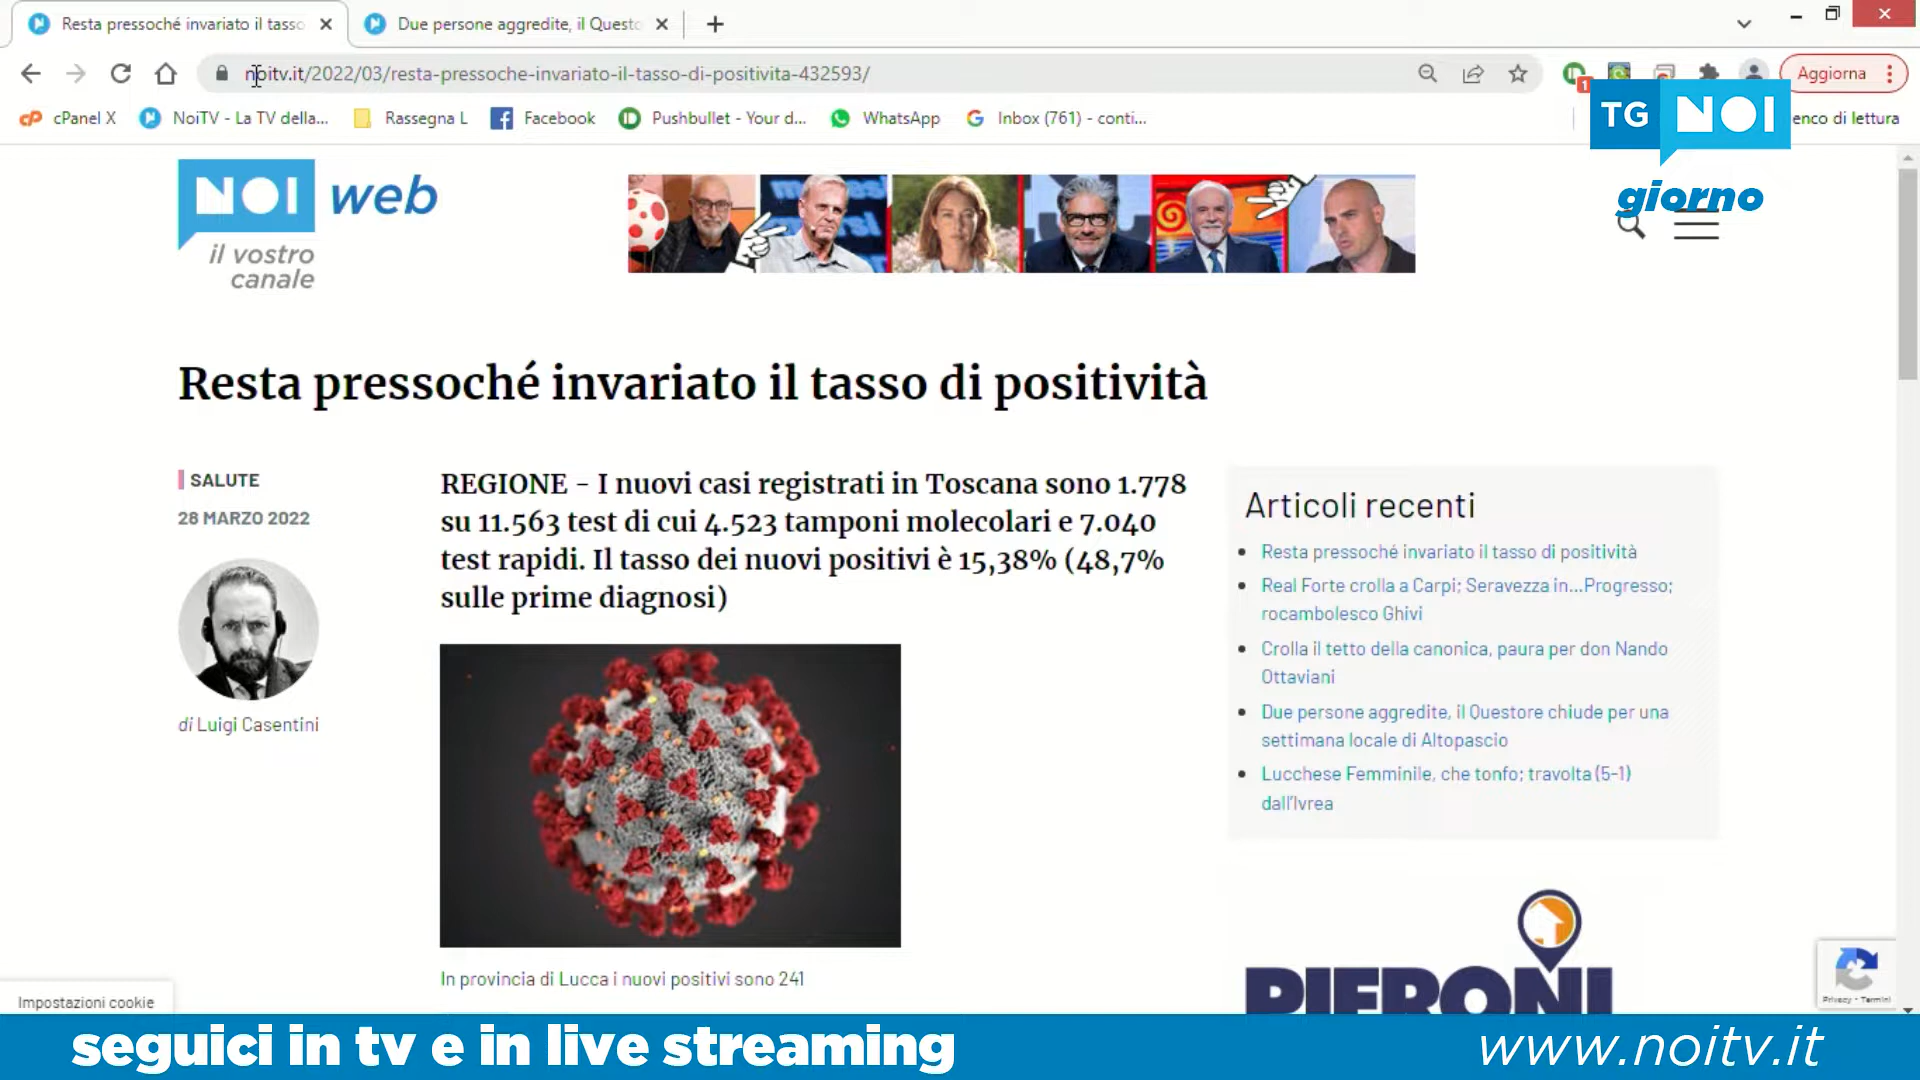 Resta pressoché invariato il tasso
Due persone aggredite, il Questo
noitv.it/2022/03/resta-pressoche-invariato-il-tasso-di-positivita-432593/
1
Aggiorna
cPanel X
NoiTV - La TV della...
Rassegna L
Facebook
Pushbullet - Your d...
WhatsApp
Inbox (761) - conti...
enco di lettura
TG NOI
giorno
NOI web
il vostro
canale
Resta pressoché invariato il tasso di positività
SALUTE
28 MARZO 2022
di Luigi Casentini
REGIONE - I nuovi casi registrati in Toscana sono 1.778
su 11.563 test di cui 4.523 tamponi molecolari e 7.040
test rapidi. Il tasso dei nuovi positivi è 15,38% (48,7%
sulle prime diagnosi)
In provincia di Lucca i nuovi positivi sono 241
Articoli recenti
Resta pressoché invariato il tasso di positività
Real Forte crolla a Carpi; Seravezza in...Progresso;
rocambolesco Ghivi
Crolla il tetto della canonica, paura per don Nando
Ottaviani
Due persone aggredite, il Questore chiude per una
settimana locale di Altopascio
Lucchese Femminile, che tonfo; travolta (5-1)
dall'Ivrea
PIERONI
Privacy - Termini
Impostazioni cookie
seguici in tv e in live streaming
www.noitv.it